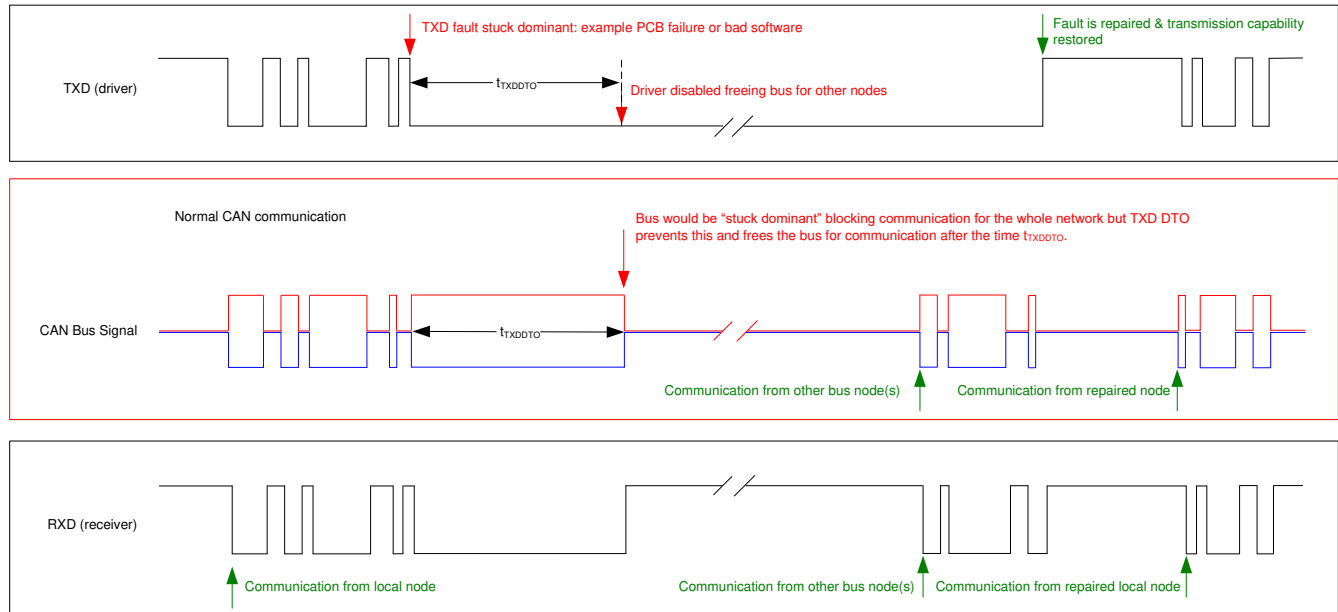 TXD fault stuck dominant: example PCB failure or bad software
Fault is repaired & transmission capability
restored
TXD (driver)
tTXDDTO
Driver disabled freeing bus for other nodes
Normal CAN communication
Bus would be “stuck dominant” blocking communication for the whole network but TXD DTO
prevents this and frees the bus for communication after the time tTXDDTO.
CAN Bus Signal
tTXDDTO
Communication from other bus node(s)
Communication from repaired node
RXD (receiver)
Communication from local node
Communication from other bus node(s)
Communication from repaired local node